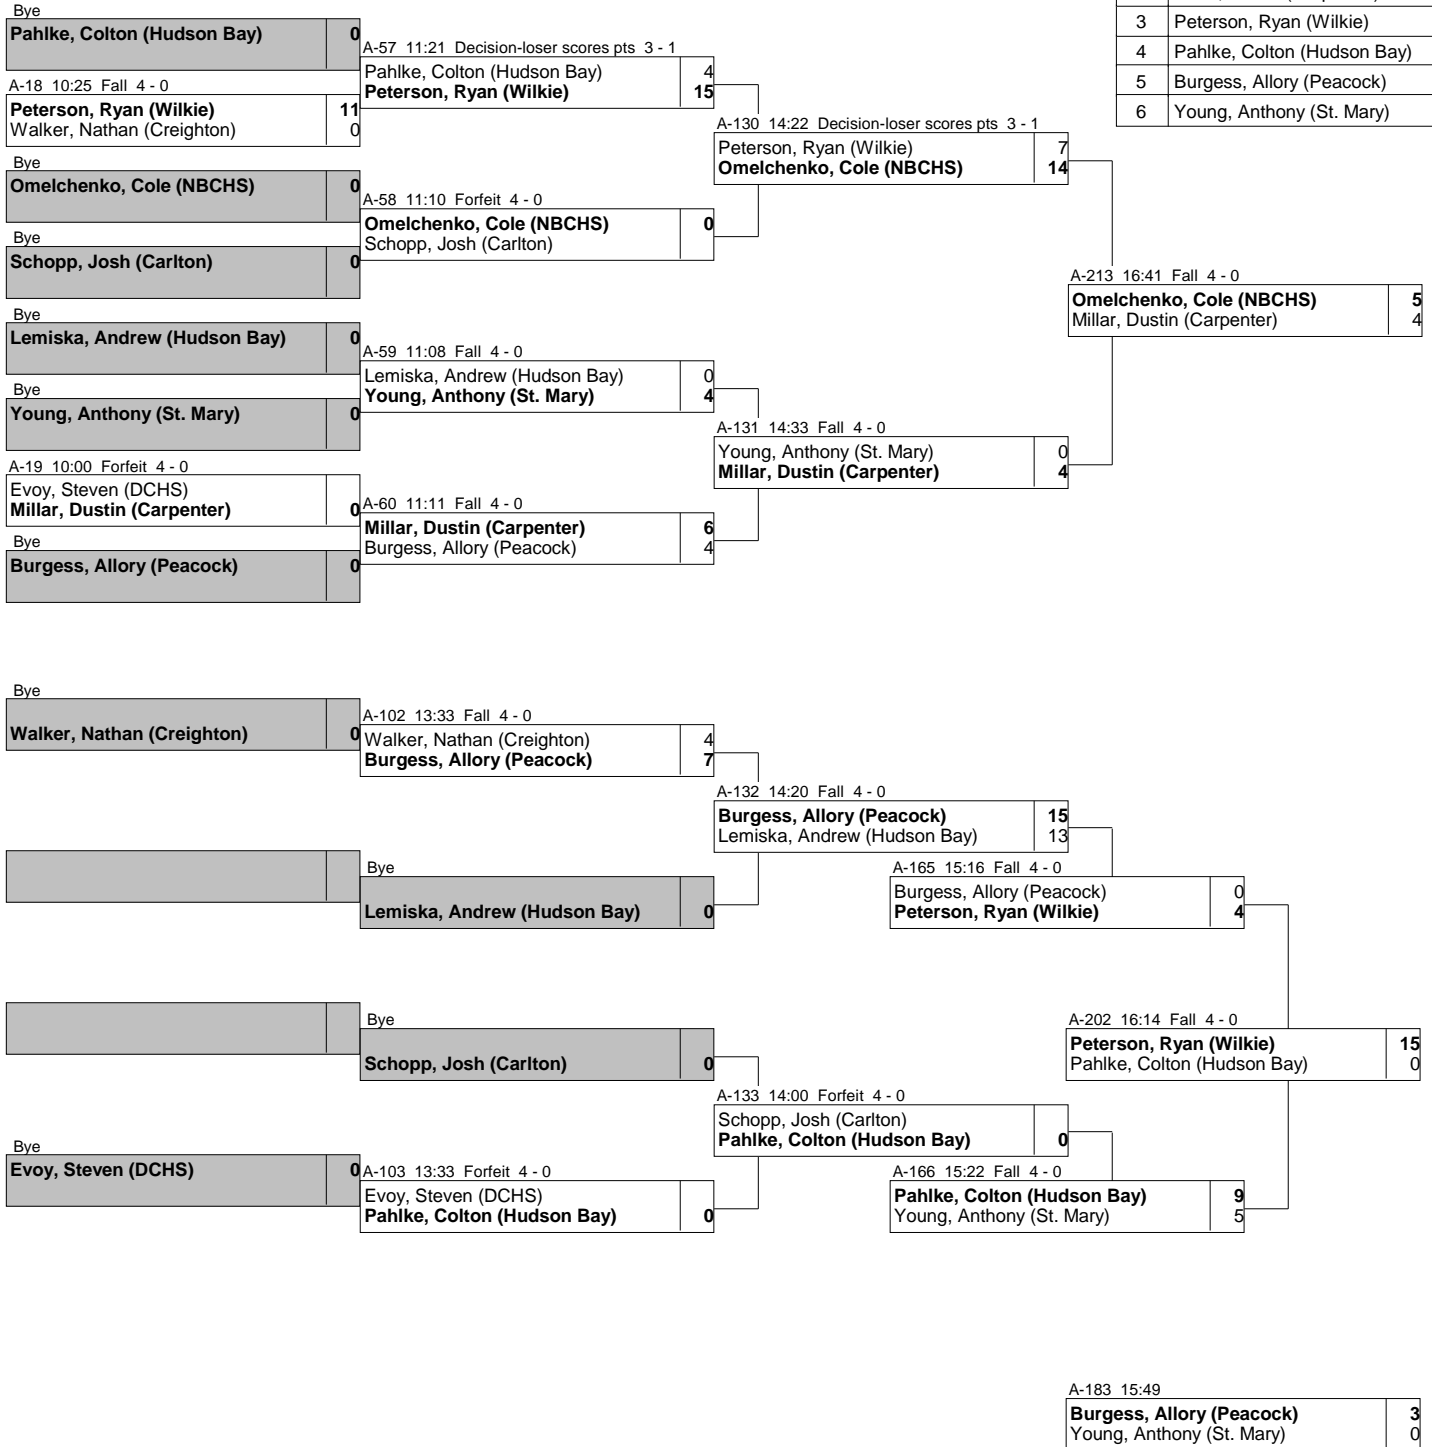 3 Peterson, Ryan (Wilkie)
4 Pahlke, Colton (Hudson Bay)
5 Burgess, Allory (Peacock)
6 Young, Anthony (St. Mary)
Bye
Pahlke, Colton (Hudson Bay) 0
A-18 10:25 Fall 4 - 0
Peterson, Ryan (Wilkie) 11
Walker, Nathan (Creighton) 0
Bye
Omelchenko, Cole (NBCHS) 0
Bye
Schopp, Josh (Carlton) 0
Bye
Lemiska, Andrew (Hudson Bay) 0
Bye
Young, Anthony (St. Mary) 0
A-19 10:00 Forfeit 4 - 0
Evoy, Steven (DCHS)
Millar, Dustin (Carpenter) 0
Bye
Burgess, Allory (Peacock) 0
A-57 11:21 Decision-loser scores pts 3 - 1
Pahlke, Colton (Hudson Bay) 4
Peterson, Ryan (Wilkie) 15
A-58 11:10 Forfeit 4 - 0
Omelchenko, Cole (NBCHS) 0
Schopp, Josh (Carlton)
A-59 11:08 Fall 4 - 0
Lemiska, Andrew (Hudson Bay) 0
Young, Anthony (St. Mary) 4
A-60 11:11 Fall 4 - 0
Millar, Dustin (Carpenter) 6
Burgess, Allory (Peacock) 4
A-130 14:22 Decision-loser scores pts 3 - 1
Peterson, Ryan (Wilkie) 7
Omelchenko, Cole (NBCHS) 14
A-131 14:33 Fall 4 - 0
Young, Anthony (St. Mary) 0
Millar, Dustin (Carpenter) 4
A-213 16:41 Fall 4 - 0
Omelchenko, Cole (NBCHS) 5
Millar, Dustin (Carpenter) 4
Bye
Walker, Nathan (Creighton) 0
Bye
Evoy, Steven (DCHS) 0
A-102 13:33 Fall 4 - 0
Walker, Nathan (Creighton) 4
Burgess, Allory (Peacock) 7
Bye
Lemiska, Andrew (Hudson Bay) 0
Bye
Schopp, Josh (Carlton) 0
A-103 13:33 Forfeit 4 - 0
Evoy, Steven (DCHS)
Pahlke, Colton (Hudson Bay) 0
A-132 14:20 Fall 4 - 0
Burgess, Allory (Peacock) 15
Lemiska, Andrew (Hudson Bay) 13
A-133 14:00 Forfeit 4 - 0
Schopp, Josh (Carlton)
Pahlke, Colton (Hudson Bay) 0
A-165 15:16 Fall 4 - 0
Burgess, Allory (Peacock) 0
Peterson, Ryan (Wilkie) 4
A-166 15:22 Fall 4 - 0
Pahlke, Colton (Hudson Bay) 9
Young, Anthony (St. Mary) 5
A-202 16:14 Fall 4 - 0
Peterson, Ryan (Wilkie) 15
Pahlke, Colton (Hudson Bay) 0
A-183 15:49
Burgess, Allory (Peacock) 3
Young, Anthony (St. Mary) 0